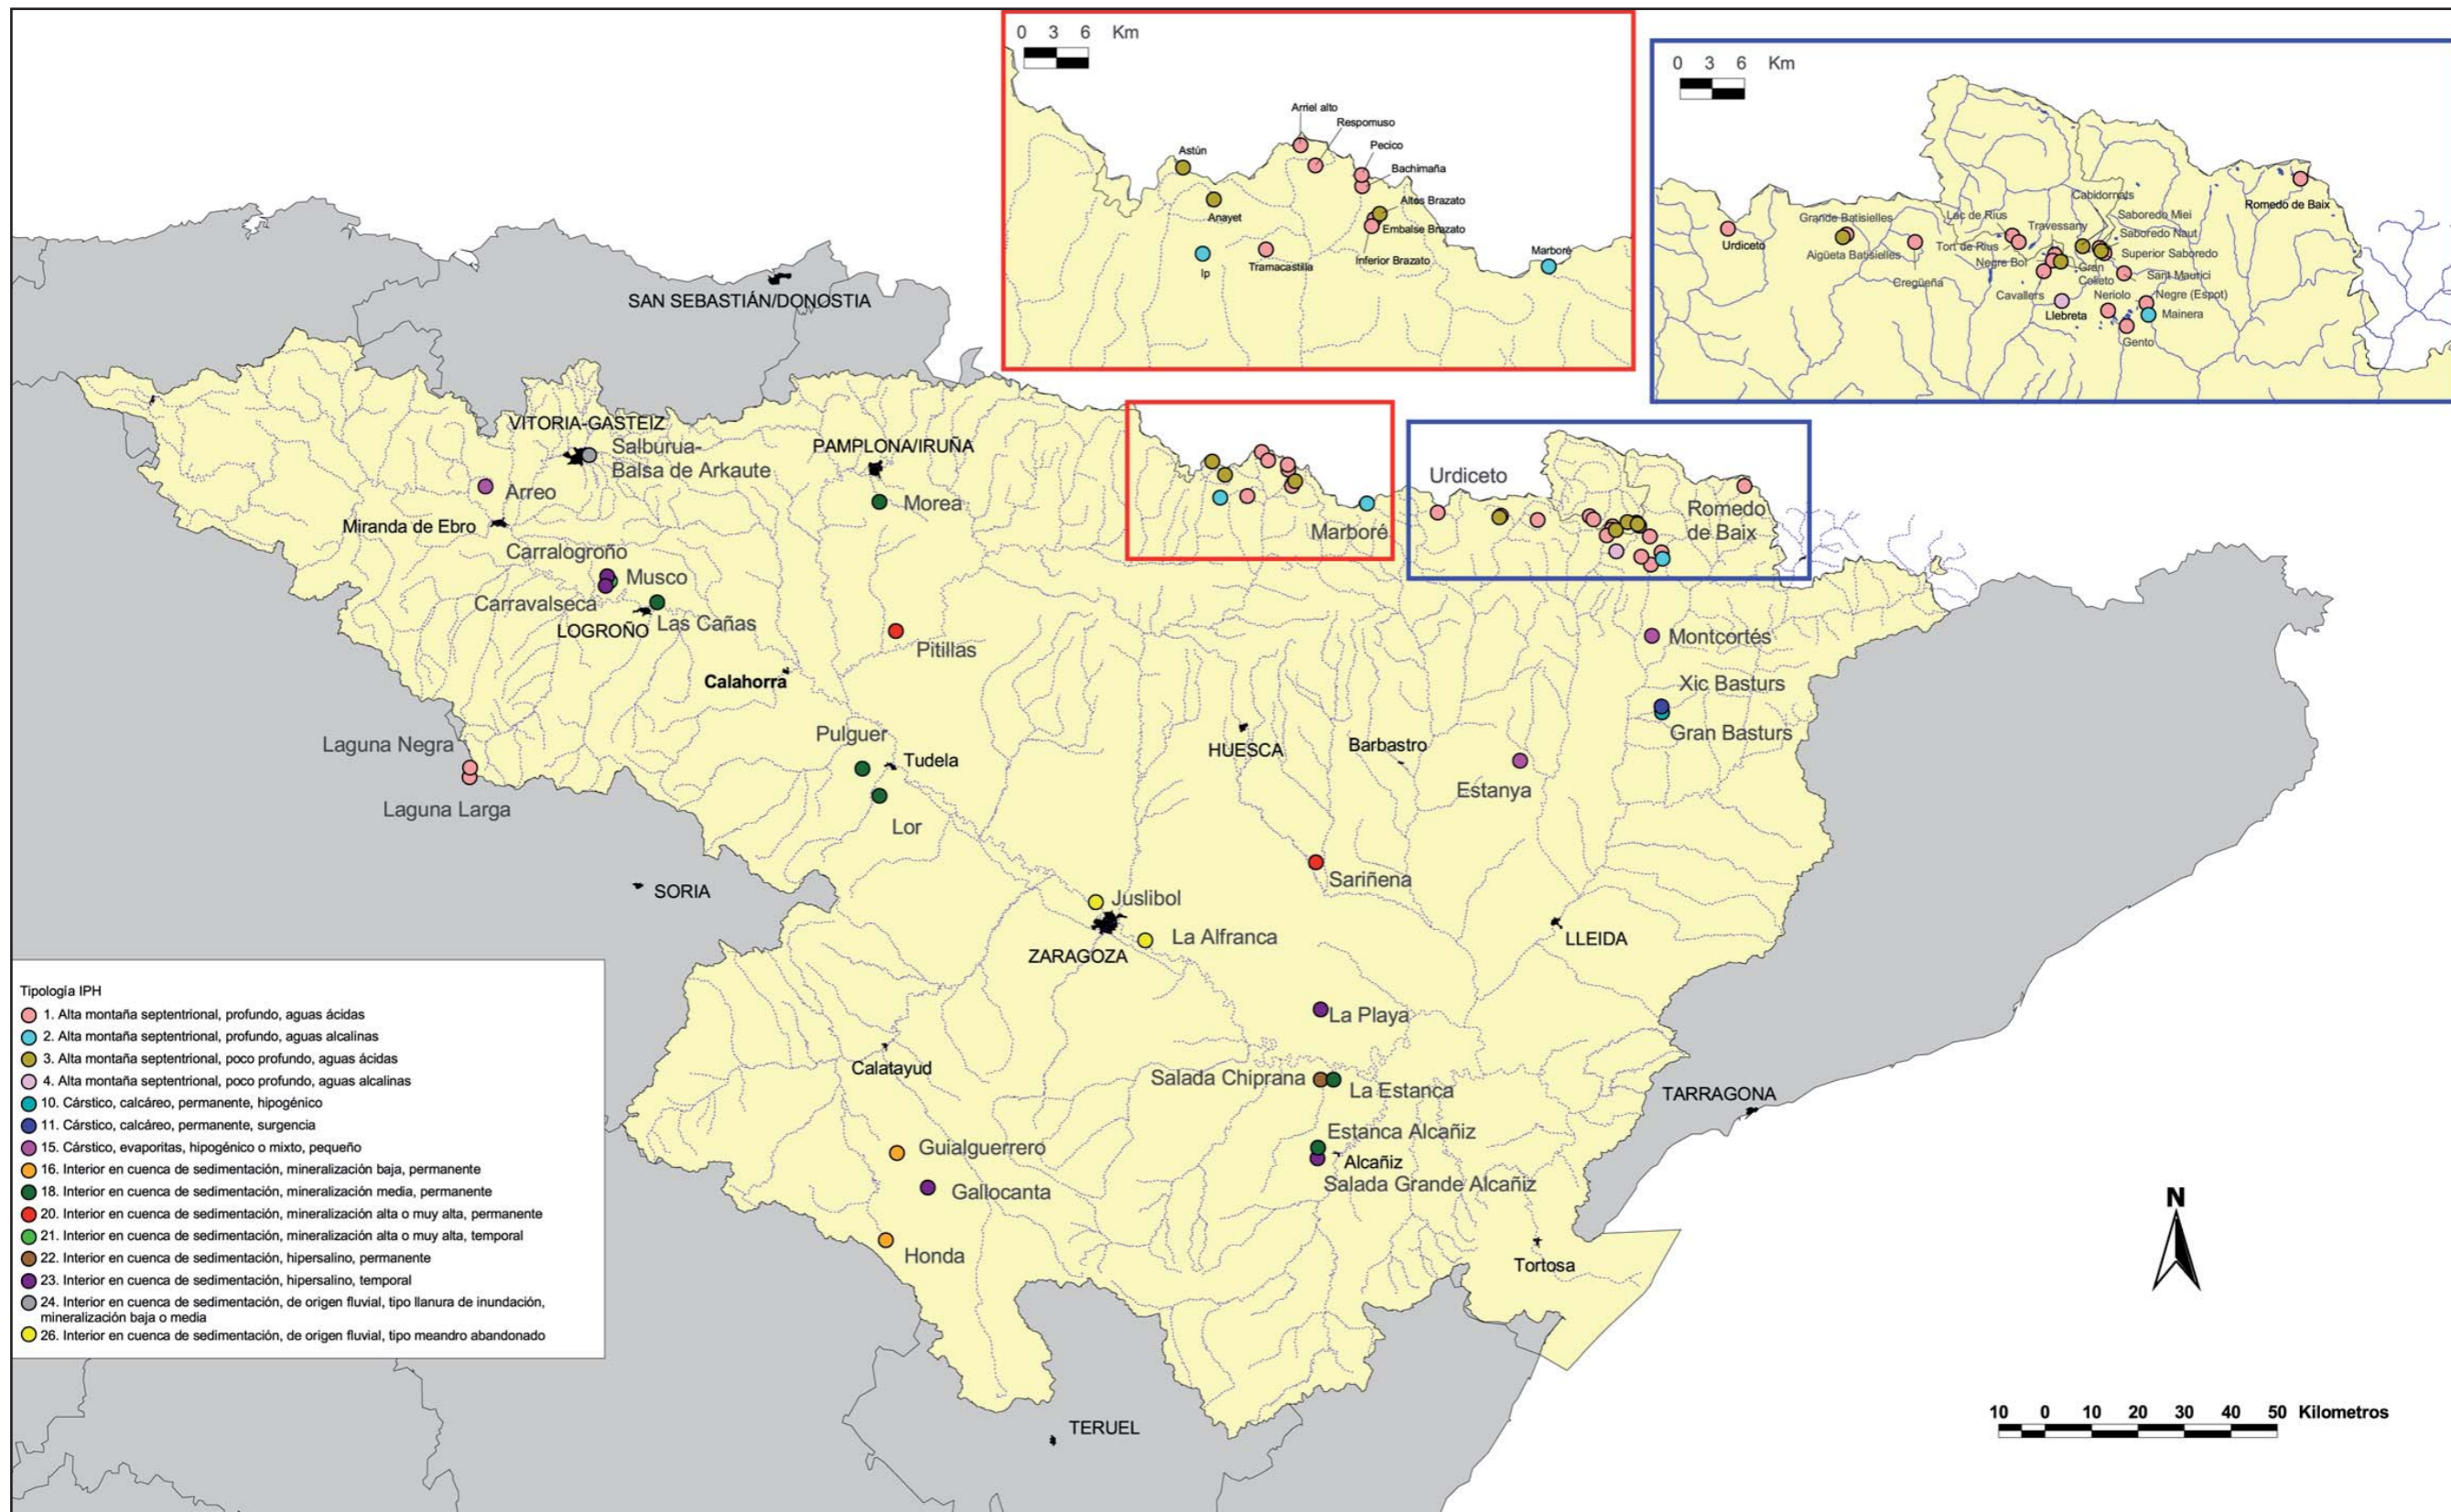 0 3 6 Km
Arriel alto
Respomuso
Astún
Pecico
Bachimaña
Anayet
Altos Brazato
Embalse Brazato
Ip
Tramacastilla
Inferior Brazato
Marboré
0 3 6 Km
Cabidornats
Romedo de Baix
Grande Batisielles
Lac de Rius
Saboredo Miei
Urdiceto
Travessany
Saboredo Naut
Aigüeta Batisielles
Tort de Rius
Superior Saboredo
Negre Boi
Gran
Colieto
Sant Maurici
Cregüeña
Cavallers
Neriolo
Negre (Espot)
Llebreta
Mainera
Gento
SAN SEBASTIÁN/DONOSTIA
VITORIA-GASTEIZ
Salburua-
Balsa de Arkaute
PAMPLONA/IRUÑA
Arreo
Morea
Miranda de Ebro
Urdiceto
Marboré
Romedo
de Baix
Carralogroño
Musco
Carravalseca
LOGROÑO
Las Cañas
Pitillas
Montcortés
Calahorra
Xic Basturs
Gran Basturs
Laguna Negra
Pulguer
Tudela
HUESCA
Barbastro
Laguna Larga
Lor
Estanya
SORIA
Sariñena
Juslibol
La Alfranca
ZARAGOZA
LLEIDA
La Playa
Calatayud
Salada Chiprana
La Estanca
TARRAGONA
Estanca Alcañiz
Guialguerrero
Alcañiz
Gallocanta
Salada Grande Alcañiz
Honda
Tortosa
TERUEL
Tipología IPH
1. Alta montaña septentrional, profundo, aguas ácidas
2. Alta montaña septentrional, profundo, aguas alcalinas
3. Alta montaña septentrional, poco profundo, aguas ácidas
4. Alta montaña septentrional, poco profundo, aguas alcalinas
10. Cárstico, calcáreo, permanente, hipogénico
11. Cárstico, calcáreo, permanente, surgencia
15. Cárstico, evaporitas, hipogénico o mixto, pequeño
16. Interior en cuenca de sedimentación, mineralización baja, permanente
18. Interior en cuenca de sedimentación, mineralización media, permanente
20. Interior en cuenca de sedimentación, mineralización alta o muy alta, permanente
21. Interior en cuenca de sedimentación, mineralización alta o muy alta, temporal
22. Interior en cuenca de sedimentación, hipersalino, permanente
23. Interior en cuenca de sedimentación, hipersalino, temporal
24. Interior en cuenca de sedimentación, de origen fluvial, tipo llanura de inundación,
mineralización baja o media
26. Interior en cuenca de sedimentación, de origen fluvial, tipo meandro abandonado
N
10 0 10 20 30 40 50 Kilometros